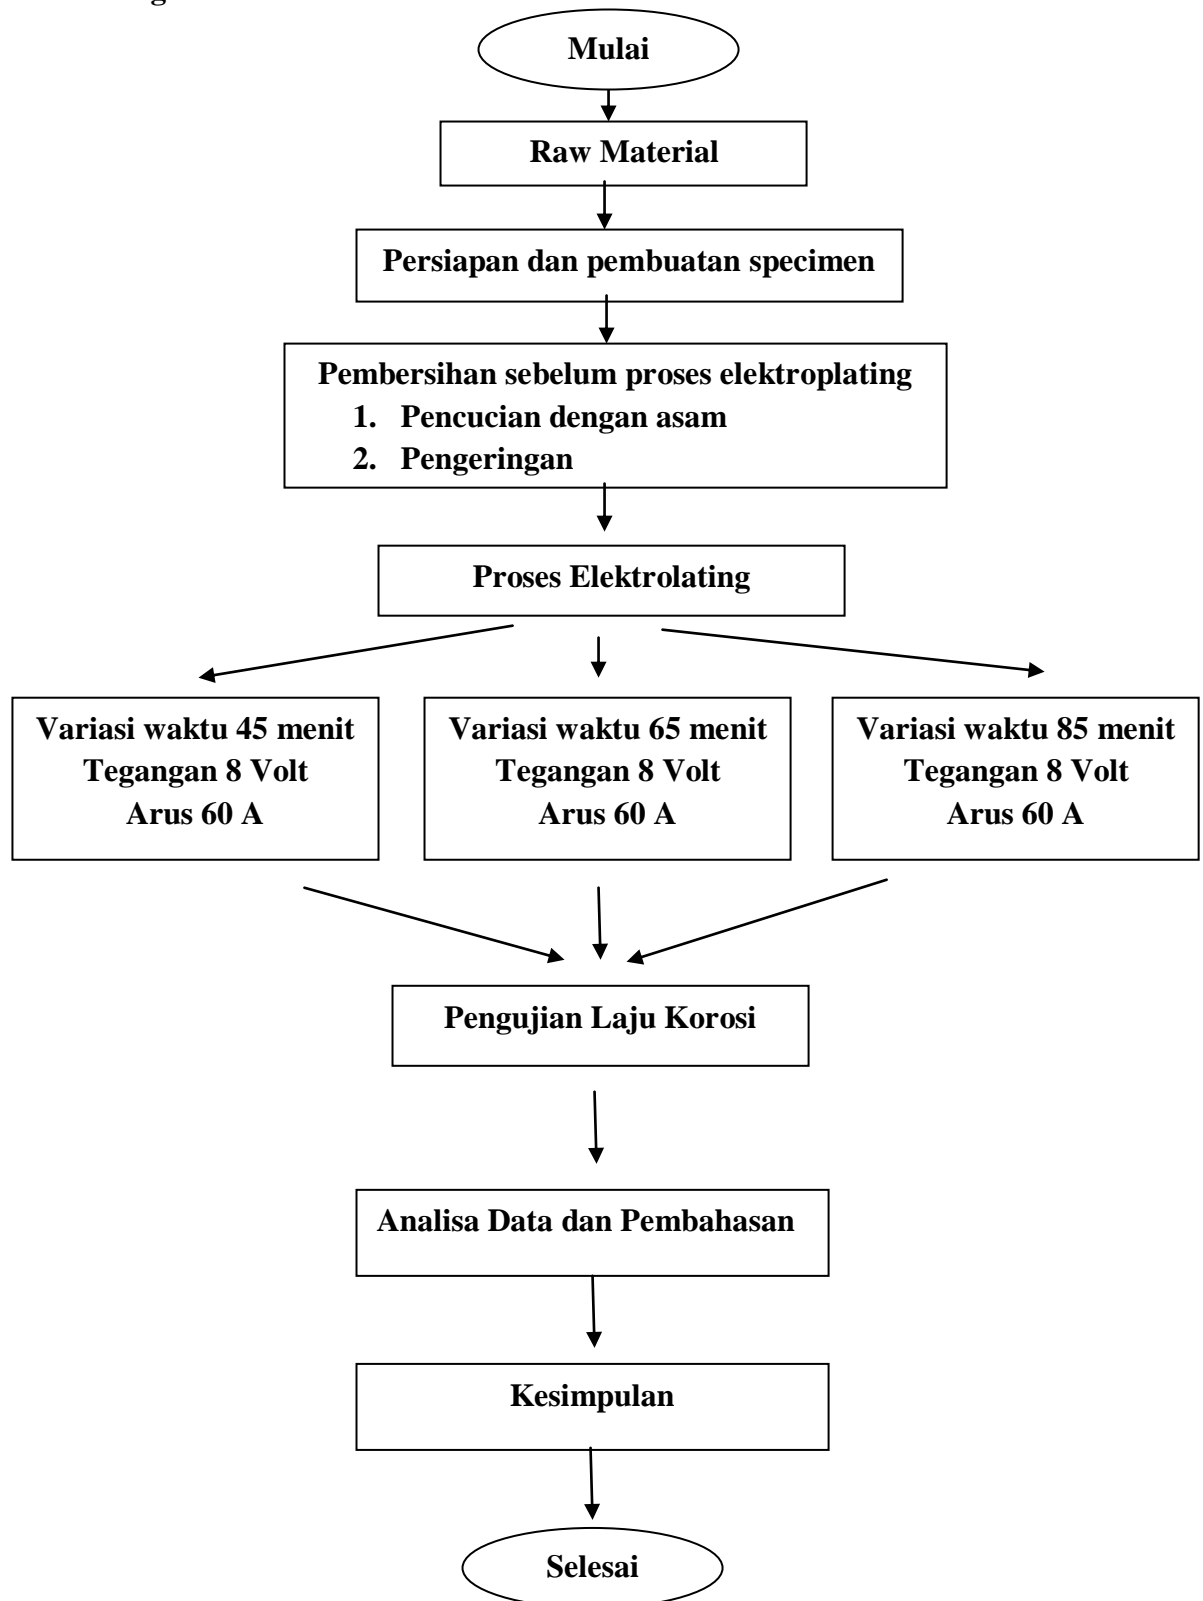 Mulai
Raw Material
Persiapan dan pembuatan specimen
Pembersihan sebelum proses elektroplating
1. Pencucian dengan asam
2. Pengeringan
Proses Elektrolating
Variasi waktu 45 menit
Tegangan 8 Volt
Arus 60 A
Variasi waktu 65 menit
Tegangan 8 Volt
Arus 60 A
Variasi waktu 85 menit
Tegangan 8 Volt
Arus 60 A
Pengujian Laju Korosi
Analisa Data dan Pembahasan
Kesimpulan
Selesai